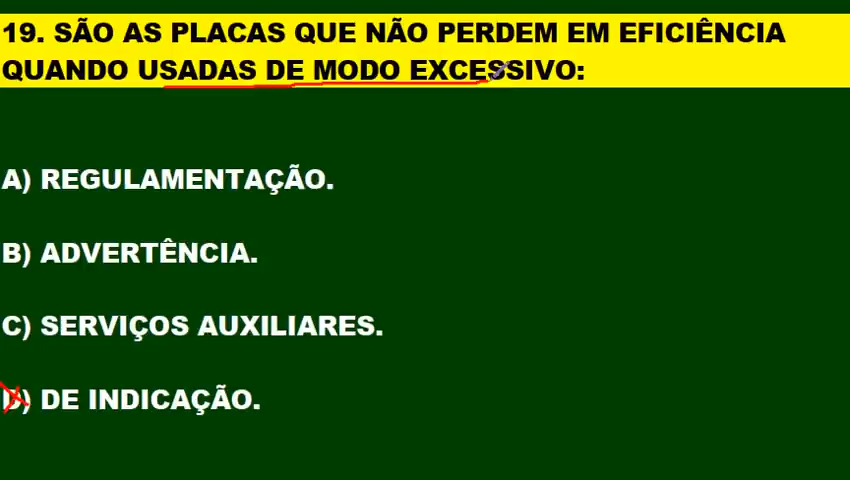 19. SÃO AS PLACAS QUE NÃO PERDEM EM EFICIÊNCIA
QUANDO USADAS DE MODO EXCESSIVO:
A) REGULAMENTAÇÃO.
B) ADVERTÊNCIA.
C) SERVIÇOS AUXILIARES.
D) DE INDICAÇÃO.